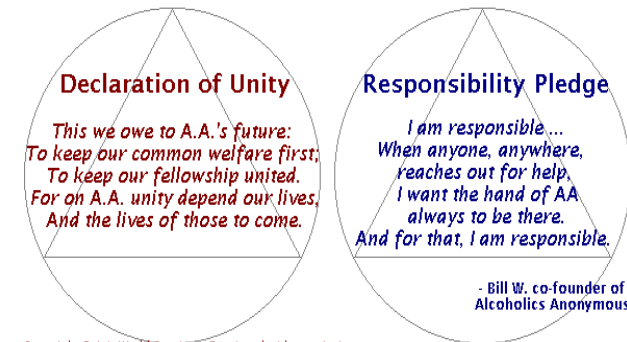 Declaration of Unity
This we owe to A.A.'s future:
To keep our common welfare first;
To keep our fellowship united.
For on A.A. unity depend our lives,
And the lives of those to come.
Responsibility Pledge
I am responsible ...
When anyone, anywhere,
reaches out for help,
I want the hand of AA
always to be there.
And for that, I am responsible.
- Bill W. co-founder of
Alcoholics Anonymous